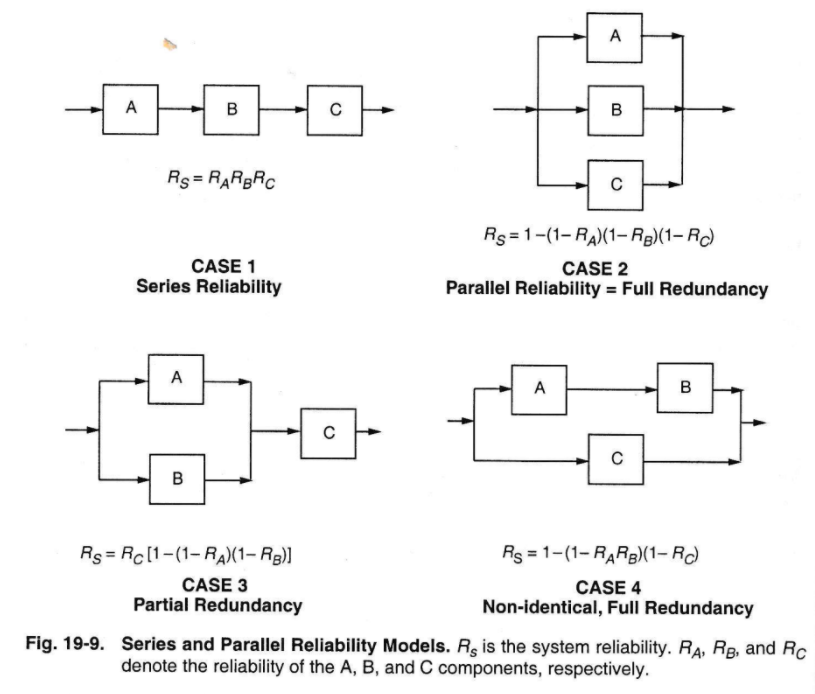 A
B
C
R_S = R_A R_B R_C
CASE 1
Series Reliability
A
B
C
R_S = 1–(1– R_A)(1– R_B)(1– R_C)
CASE 2
Parallel Reliability = Full Redundancy
A
B
C
R_S = R_C [1–(1– R_A)(1– R_B)]
CASE 3
Partial Redundancy
A
B
C
R_S = 1–(1– R_A R_B)(1– R_C)
CASE 4
Non-identical, Full Redundancy
Fig. 19-9. Series and Parallel Reliability Models. R_s is the system reliability. R_A, R_B, and R_C
denote the reliability of the A, B, and C components, respectively.